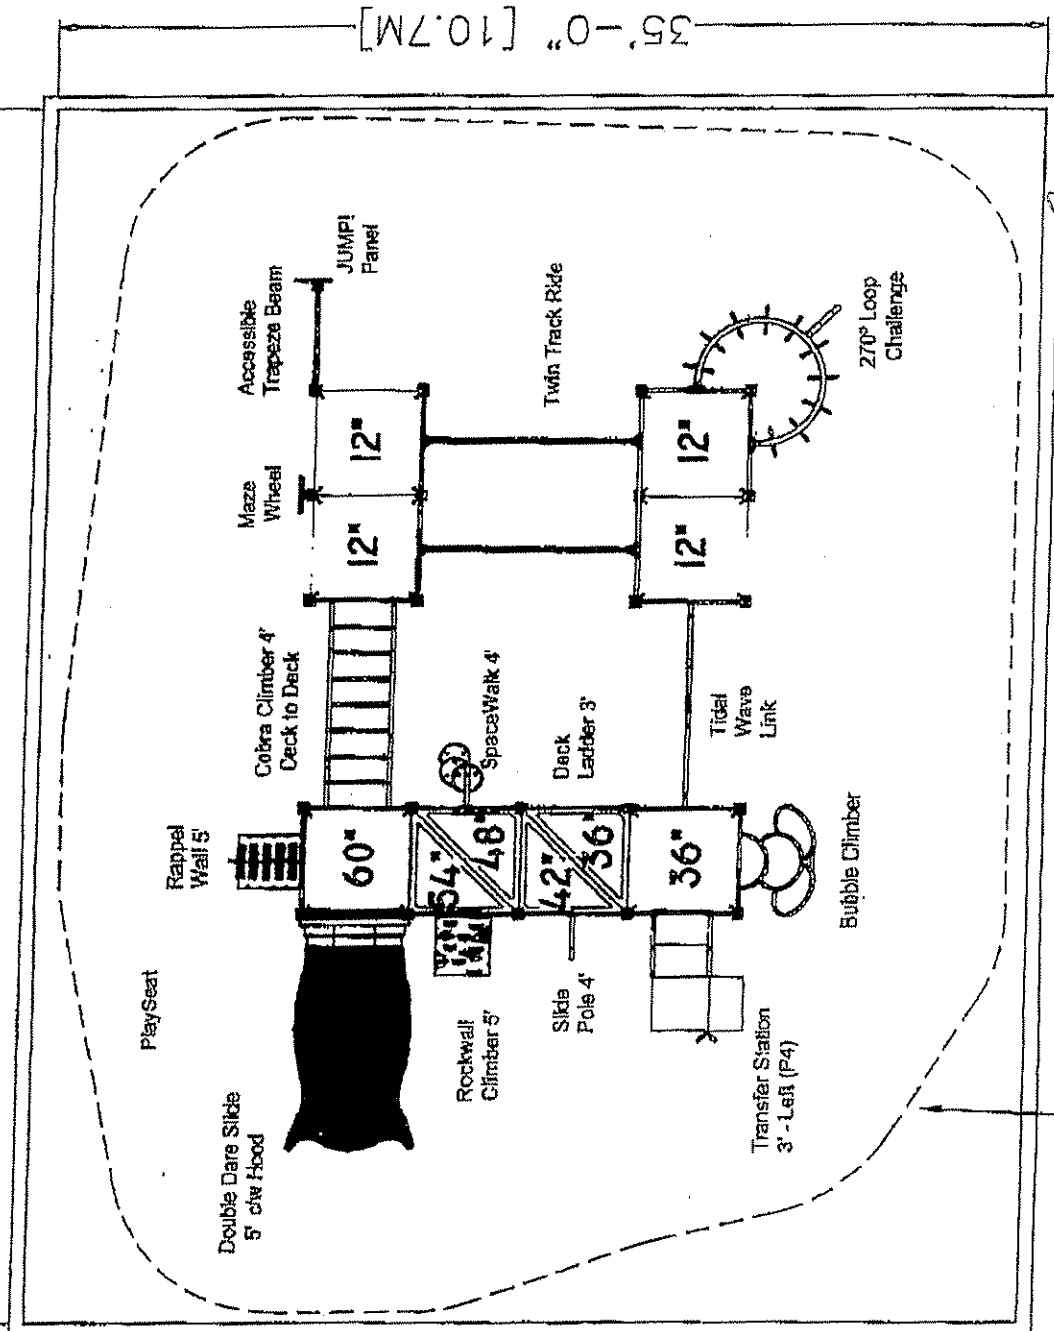 35'-0" [10.7M]
JUMP!
Panel
Accessible
Trapeze Beam
Maze
Wheel
12"
12"
Twin Track Ride
12"
12"
270° Loop
Challenge
Cobra Climber 4'
Deck to Deck
SpaceWalk 4'
Deck
Ladder 3'
Tidal
Wave
Link
Rappel
Wall 5'
60"
54"
48"
42"
36"
36"
Bubble Climber
PlaySeat
Double Dare Slide
5' c/w Hood
Rockwall
Climber 5'
Slide
Pole 4'
Transfer Station
3' - Left (P4)